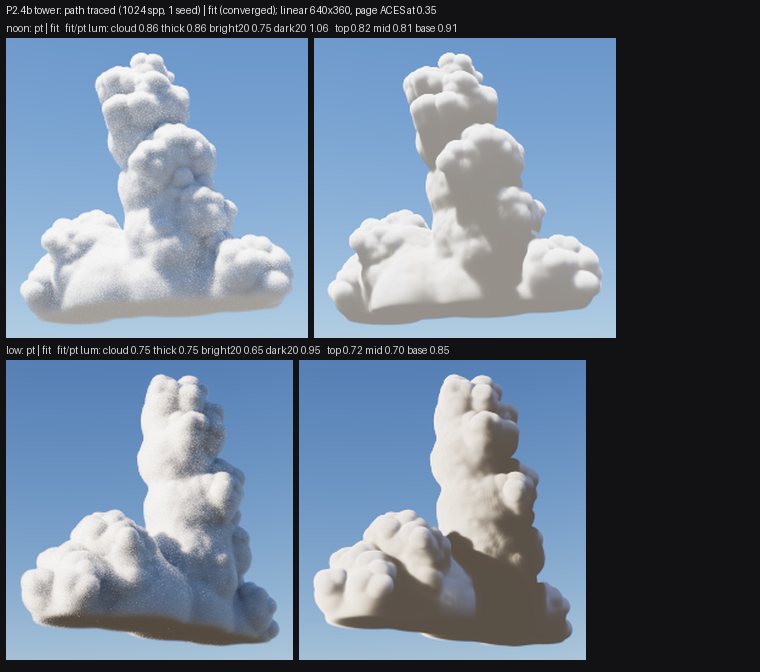 P2.4b tower: path traced (1024 spp, 1 seed) | fit (converged); linear 640x360, page ACES at 0.35
noon: pt | fit fit/pt lum: cloud 0.86 thick 0.86 bright20 0.75 dark20 1.06 top 0.82 mid 0.81 base 0.91
low: pt | fit fit/pt lum: cloud 0.75 thick 0.75 bright20 0.65 dark20 0.95 top 0.72 mid 0.70 base 0.85